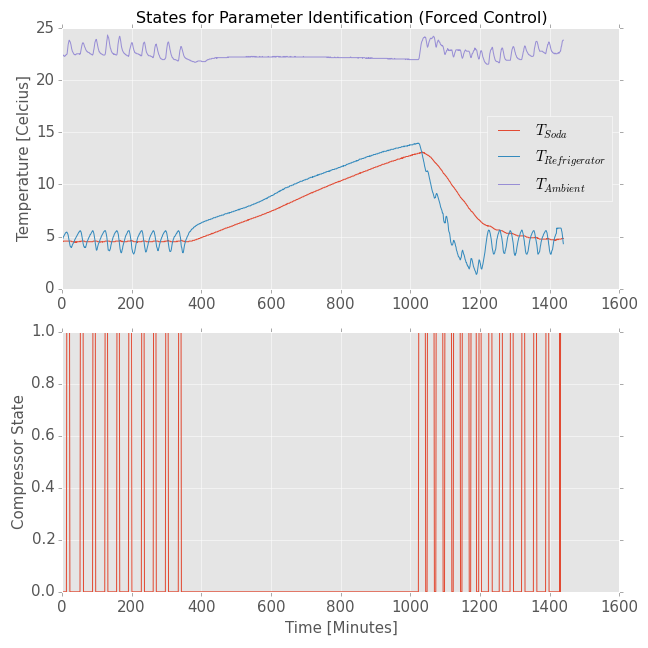 States for Parameter Identification (Forced Control)
25
20
15
10
5
0
Temperature [Celcius]
T_Soda
T_Refrigerator
T_Ambient
0 200 400 600 800 1000 1200 1400 1600
1.0
0.8
0.6
0.4
0.2
0.0
Compressor State
0 200 400 600 800 1000 1200 1400 1600
Time [Minutes]